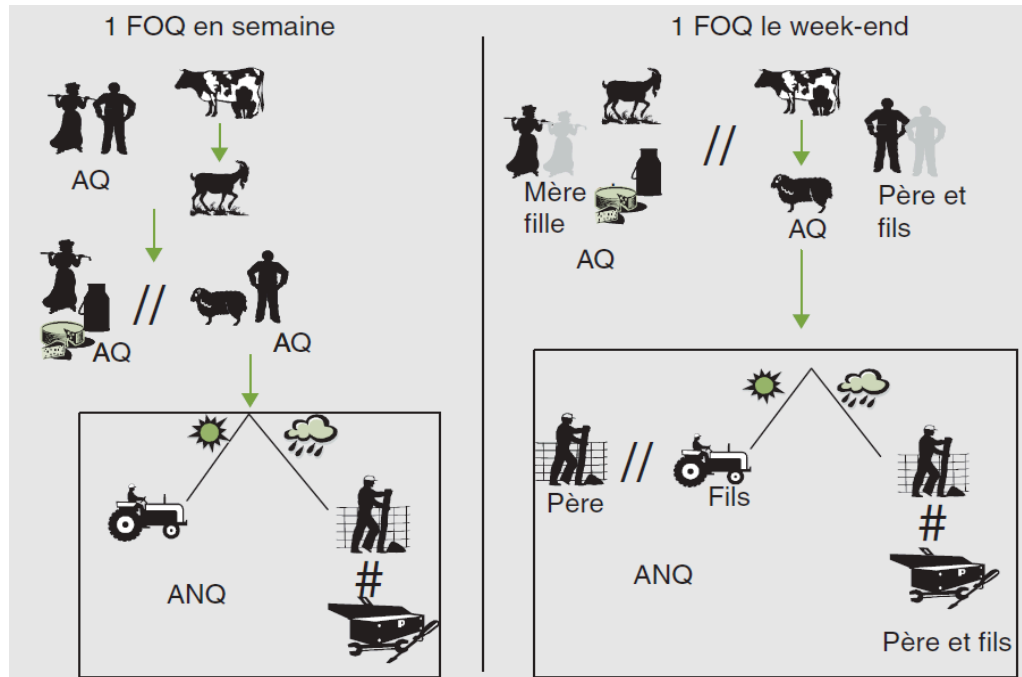 1 FOQ en semaine
AQ
//
AQ
AQ
ANQ
#
P
1 FOQ le week-end
//
Mère
fille
AQ
AQ
Père et
fils
//
Père
Fils
ANQ
#
P
Père et fils